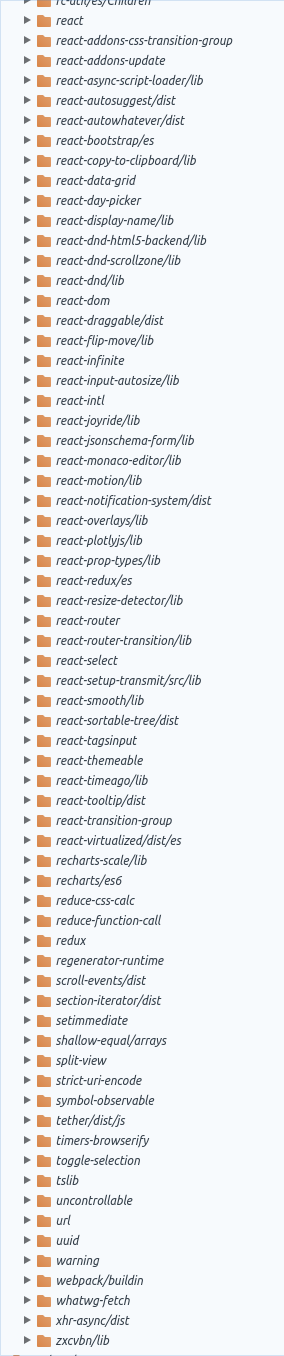 rc-util/es/Children
react
react-addons-css-transition-group
react-addons-update
react-async-script-loader/lib
react-autosuggest/dist
react-autowhatever/dist
react-bootstrap/es
react-copy-to-clipboard/lib
react-data-grid
react-day-picker
react-display-name/lib
react-dnd-html5-backend/lib
react-dnd-scrollzone/lib
react-dnd/lib
react-dom
react-draggable/dist
react-flip-move/lib
react-infinite
react-input-autosize/lib
react-intl
react-joyride/lib
react-jsonschema-form/lib
react-monaco-editor/lib
react-motion/lib
react-notification-system/dist
react-overlays/lib
react-plotlyjs/lib
react-prop-types/lib
react-redux/es
react-resize-detector/lib
react-router
react-router-transition/lib
react-select
react-setup-transmit/src/lib
react-smooth/lib
react-sortable-tree/dist
react-tagsinput
react-themeable
react-timeago/lib
react-tooltip/dist
react-transition-group
react-virtualized/dist/es
recharts-scale/lib
recharts/es6
reduce-css-calc
reduce-function-call
redux
regenerator-runtime
scroll-events/dist
section-iterator/dist
setimmediate
shallow-equal/arrays
split-view
strict-uri-encode
symbol-observable
tether/dist/js
timers-browserify
toggle-selection
tslib
uncontrollable
url
uuid
warning
webpack/buildin
whatwg-fetch
xhr-async/dist
zxcvbn/lib